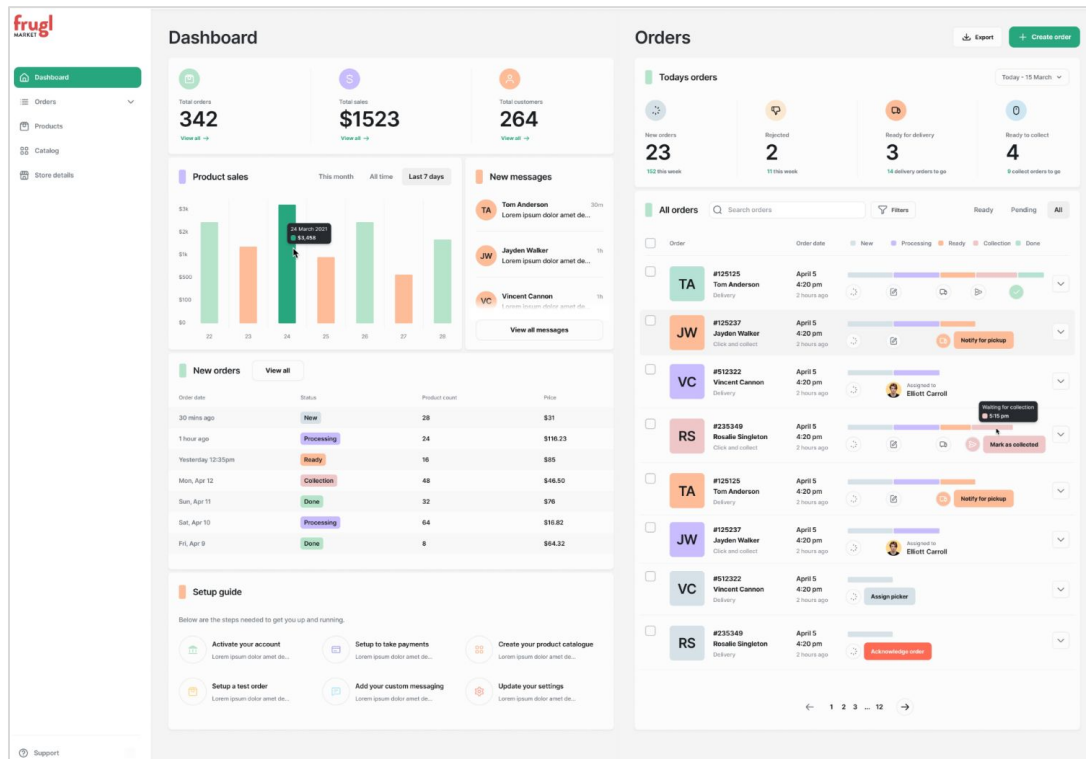 frugl
MARKET
Dashboard
Orders
Products
Catalog
Store details
Support
Dashboard
Total orders
342
View all →
Total sales
$1523
View all →
Total customers
264
View all →
Product sales
This month All time Last 7 days
$3k
$2k
$1k
$500
$100
$0
24 March 2021
$3,458
22 23 24 25 26 27 28
New messages
TA
Tom Anderson 30m
Lorem ipsum dolor amet de...
JW
Jayden Walker 1h
Lorem ipsum dolor amet de...
VC
Vincent Cannon 1h
Lorem ipsum dolor amet de...
View all messages
New orders View all
Order date Status Product count Price
30 mins ago New 28 $31
1 hour ago Processing 24 $116.23
Yesterday 12:35pm Ready 16 $85
Mon, Apr 12 Collection 48 $46.50
Sun, Apr 11 Done 32 $76
Sat, Apr 10 Processing 64 $16.82
Fri, Apr 9 Done 8 $64.32
Setup guide
Below are the steps needed to get you up and running.
Activate your account
Lorem ipsum dolor amet de...
Setup to take payments
Lorem ipsum dolor amet de...
Create your product catalogue
Lorem ipsum dolor amet de...
Setup a test order
Lorem ipsum dolor amet de...
Add your custom messaging
Lorem ipsum dolor amet de...
Update your settings
Lorem ipsum dolor amet de...
Orders
Export
+ Create order
Todays orders
Today - 15 March
New orders
23
152 this week
Rejected
2
11 this week
Ready for delivery
3
14 delivery orders to go
Ready to collect
4
9 collect orders to go
All orders
Search orders
Filters
Ready Pending All
Order Order date New Processing Ready Collection Done
TA
#125125 April 5
Tom Anderson 4:20 pm
Delivery 2 hours ago
JW
#125237 April 5
Jayden Walker 4:20 pm
Click and collect 2 hours ago
Notify for pickup
VC
#512322 April 5
Vincent Cannon 4:20 pm
Delivery 2 hours ago
Assigned to
Elliott Carroll
Waiting for collection
5:15 pm
RS
#235349 April 5
Rosalie Singleton 4:20 pm
Click and collect 2 hours ago
Mark as collected
TA
#125125 April 5
Tom Anderson 4:20 pm
Delivery 2 hours ago
Notify for pickup
JW
#125237 April 5
Jayden Walker 4:20 pm
Click and collect 2 hours ago
Assigned to
Elliott Carroll
VC
#512322 April 5
Vincent Cannon 4:20 pm
Delivery 2 hours ago
Assign picker
RS
#235349 April 5
Rosalie Singleton 4:20 pm
Delivery 2 hours ago
Acknowledge order
← 1 2 3 ... 12 →